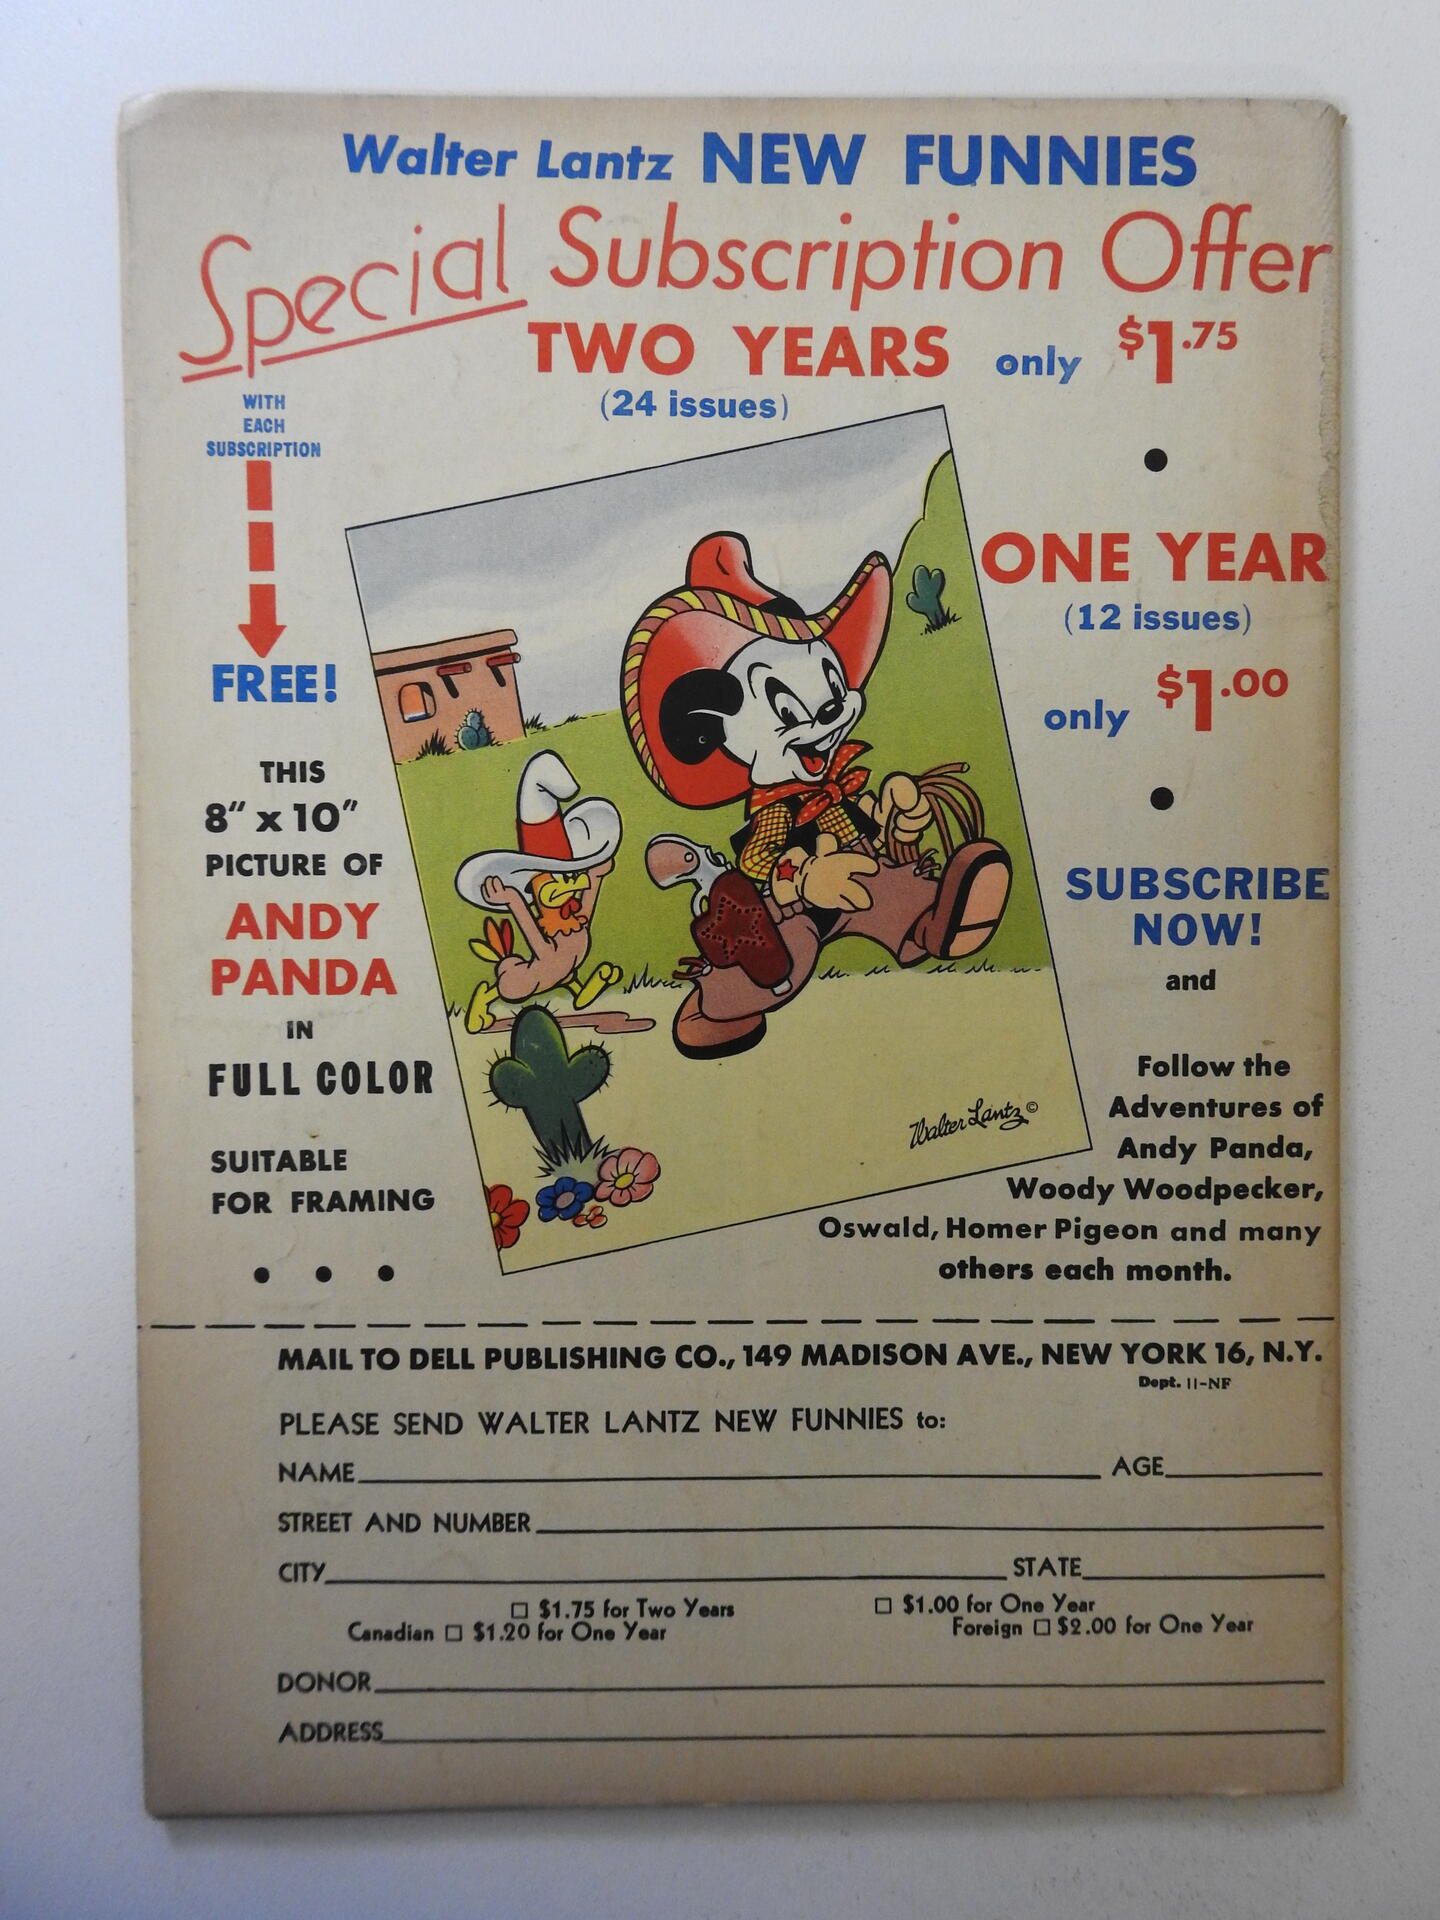 Walter Lantz NEW FUNNIES
Special Subscription Offer
TWO YEARS only $1.75
(24 issues)
WITH
EACH
SUBSCRIPTION
FREE!
THIS
8" x 10"
PICTURE OF
ANDY
PANDA
IN
FULL COLOR
SUITABLE
FOR FRAMING
Walter Lantz ©
ONE YEAR
(12 issues)
only $1.00
SUBSCRIBE
NOW!
and
Follow the
Adventures of
Andy Panda,
Woody Woodpecker,
Oswald, Homer Pigeon and many
others each month.
MAIL TO DELL PUBLISHING CO., 149 MADISON AVE., NEW YORK 16, N.Y.
Dept. 11-NF
PLEASE SEND WALTER LANTZ NEW FUNNIES to:
NAME AGE
STREET AND NUMBER
CITY STATE
□ $1.75 for Two Years □ $1.00 for One Year
Canadian □ $1.20 for One Year Foreign □ $2.00 for One Year
DONOR
ADDRESS